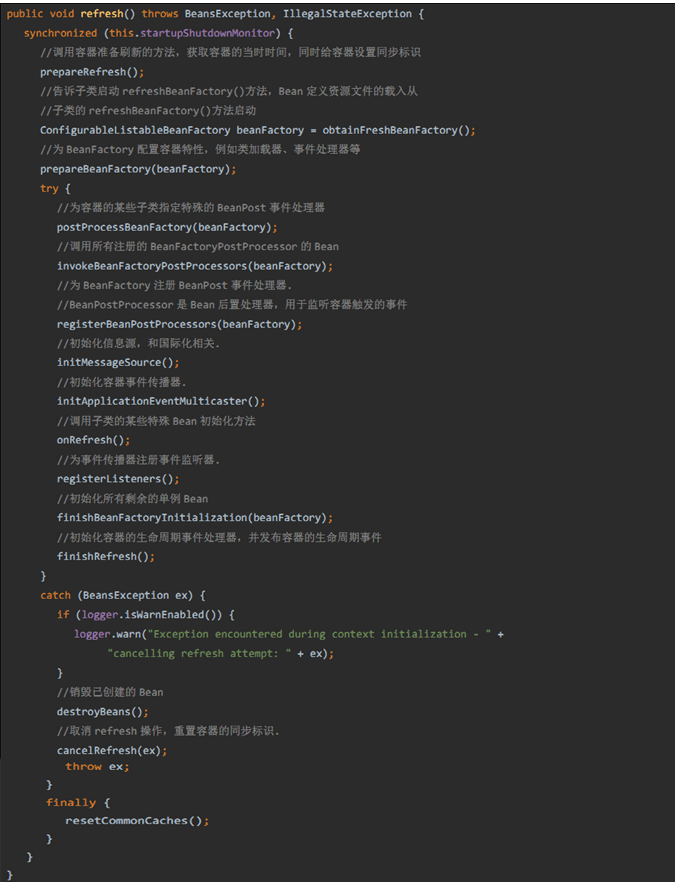 public void refresh() throws BeansException, IllegalStateException {
synchronized (this.startupShutdownMonitor) {
//调用容器准备刷新的方法，获取容器的当时时间，同时给容器设置同步标识
prepareRefresh();
//告诉子类启动 refreshBeanFactory()方法，Bean 定义资源文件的载入从
//子类的 refreshBeanFactory()方法启动
ConfigurableListableBeanFactory beanFactory = obtainFreshBeanFactory();
//为 BeanFactory 配置容器特性，例如类加载器、事件处理器等
prepareBeanFactory(beanFactory);
try {
//为容器的某些子类指定特殊的 BeanPost 事件处理器
postProcessBeanFactory(beanFactory);
//调用所有注册的 BeanFactoryPostProcessor 的 Bean
invokeBeanFactoryPostProcessors(beanFactory);
//为 BeanFactory 注册 BeanPost 事件处理器.
//BeanPostProcessor 是 Bean 后置处理器，用于监听容器触发的事件
registerBeanPostProcessors(beanFactory);
//初始化信息源，和国际化相关.
initMessageSource();
//初始化容器事件传播器.
initApplicationEventMulticaster();
//调用子类的某些特殊 Bean 初始化方法
onRefresh();
//为事件传播器注册事件监听器.
registerListeners();
//初始化所有剩余的单例 Bean
finishBeanFactoryInitialization(beanFactory);
//初始化容器的生命周期事件处理器，并发布容器的生命周期事件
finishRefresh();
}
catch (BeansException ex) {
if (logger.isWarnEnabled()) {
logger.warn("Exception encountered during context initialization - " +
"cancelling refresh attempt: " + ex);
}
//销毁已创建的 Bean
destroyBeans();
//取消 refresh 操作，重置容器的同步标识.
cancelRefresh(ex);
throw ex;
}
finally {
resetCommonCaches();
}
}
}